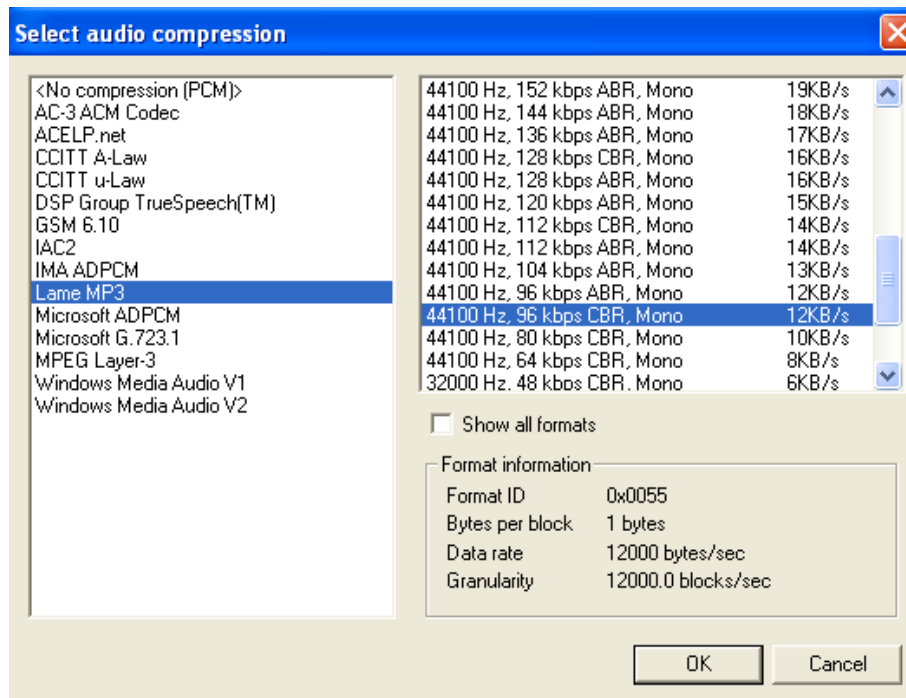 Select audio compression
<No compression (PCM)>
AC-3 ACM Codec
ACELP.net
CCITT A-Law
CCITT u-Law
DSP Group TrueSpeech(TM)
GSM 6.10
IAC2
IMA ADPCM
Lame MP3
Microsoft ADPCM
Microsoft G.723.1
MPEG Layer-3
Windows Media Audio V1
Windows Media Audio V2
44100 Hz, 152 kbps ABR, Mono 19KB/s
44100 Hz, 144 kbps ABR, Mono 18KB/s
44100 Hz, 136 kbps ABR, Mono 17KB/s
44100 Hz, 128 kbps CBR, Mono 16KB/s
44100 Hz, 128 kbps ABR, Mono 16KB/s
44100 Hz, 120 kbps ABR, Mono 15KB/s
44100 Hz, 112 kbps CBR, Mono 14KB/s
44100 Hz, 112 kbps ABR, Mono 14KB/s
44100 Hz, 104 kbps ABR, Mono 13KB/s
44100 Hz, 96 kbps ABR, Mono 12KB/s
44100 Hz, 96 kbps CBR, Mono 12KB/s
44100 Hz, 80 kbps CBR, Mono 10KB/s
44100 Hz, 64 kbps CBR, Mono 8KB/s
32000 Hz, 48 kbps CBR, Mono 6KB/s
Show all formats
Format information
Format ID 0x0055
Bytes per block 1 bytes
Data rate 12000 bytes/sec
Granularity 12000.0 blocks/sec
OK Cancel